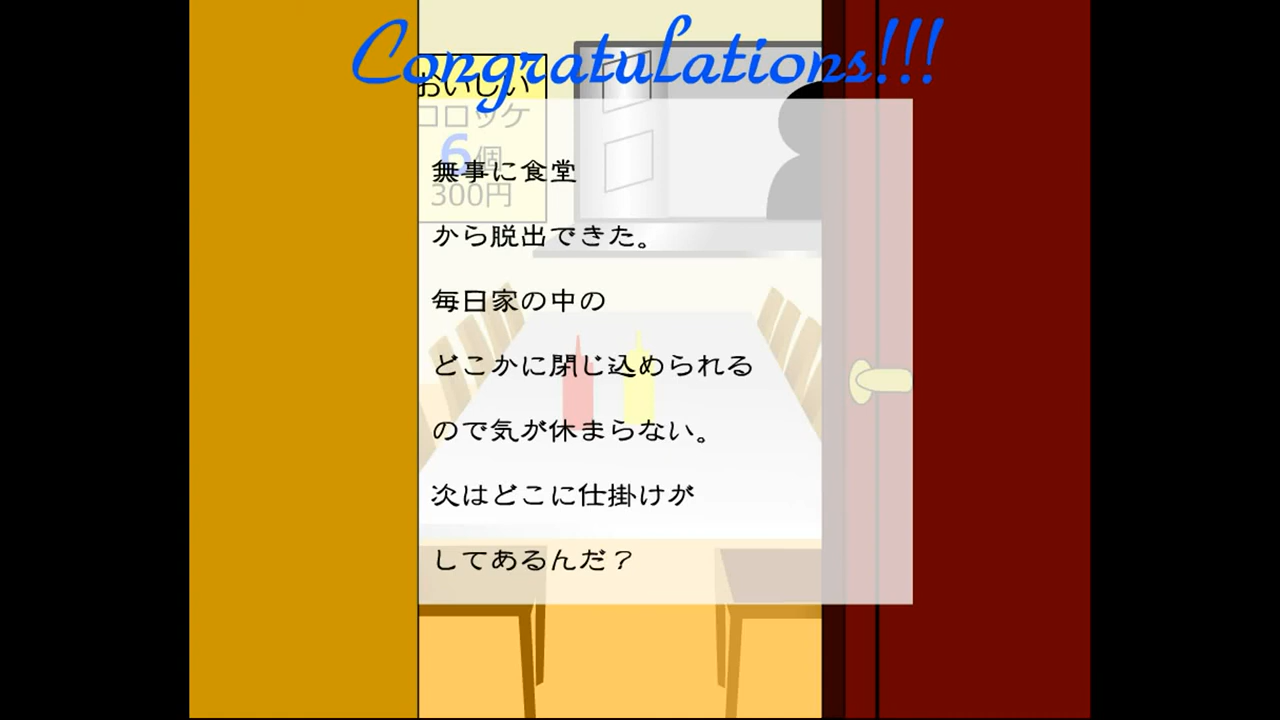 Congratulations!!!
おいしい
コロッケ
6個
300円
無事に食堂
から脱出できた。
毎日家の中の
どこかに閉じ込められる
ので気が休まらない。
次はどこに仕掛けが
してあるんだ？